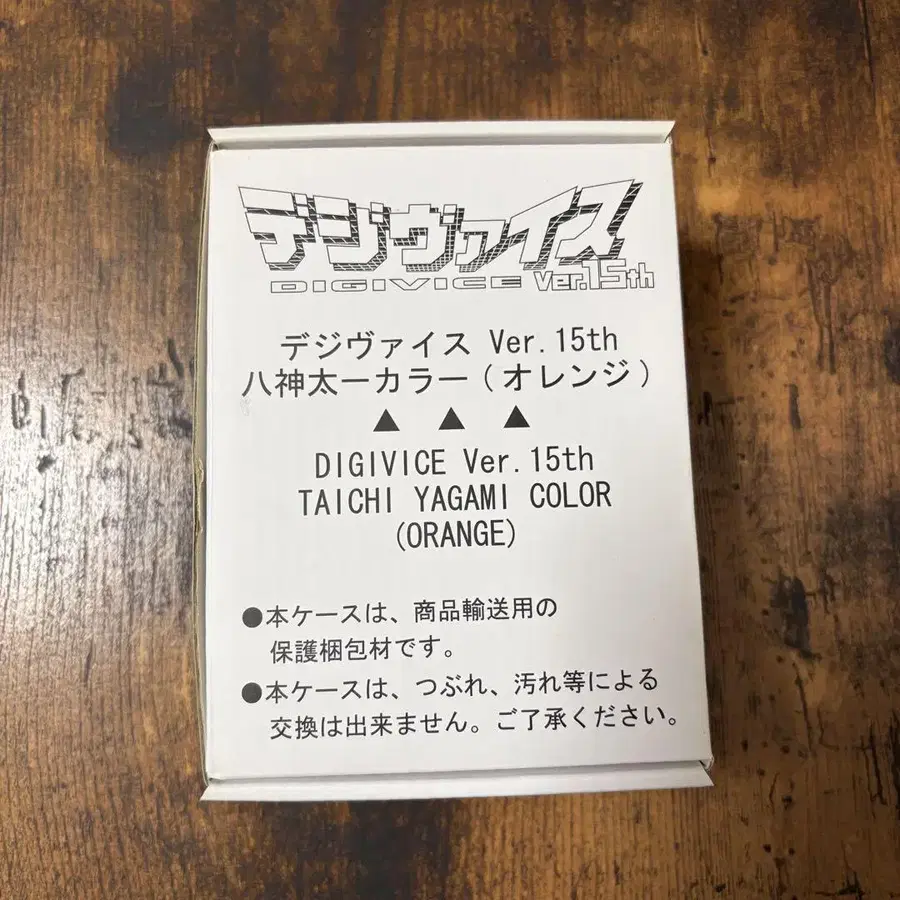 デジヴァイス
DIGIVICE Ver.15th
デジヴァイス Ver.15th
八神太一カラー(オレンジ)
▲ ▲ ▲
DIGIVICE Ver.15th
TAICHI YAGAMI COLOR
(ORANGE)
●本ケースは、商品輸送用の
保護梱包材です。
●本ケースは、つぶれ、汚れ等による
交換は出来ません。ご了承ください。